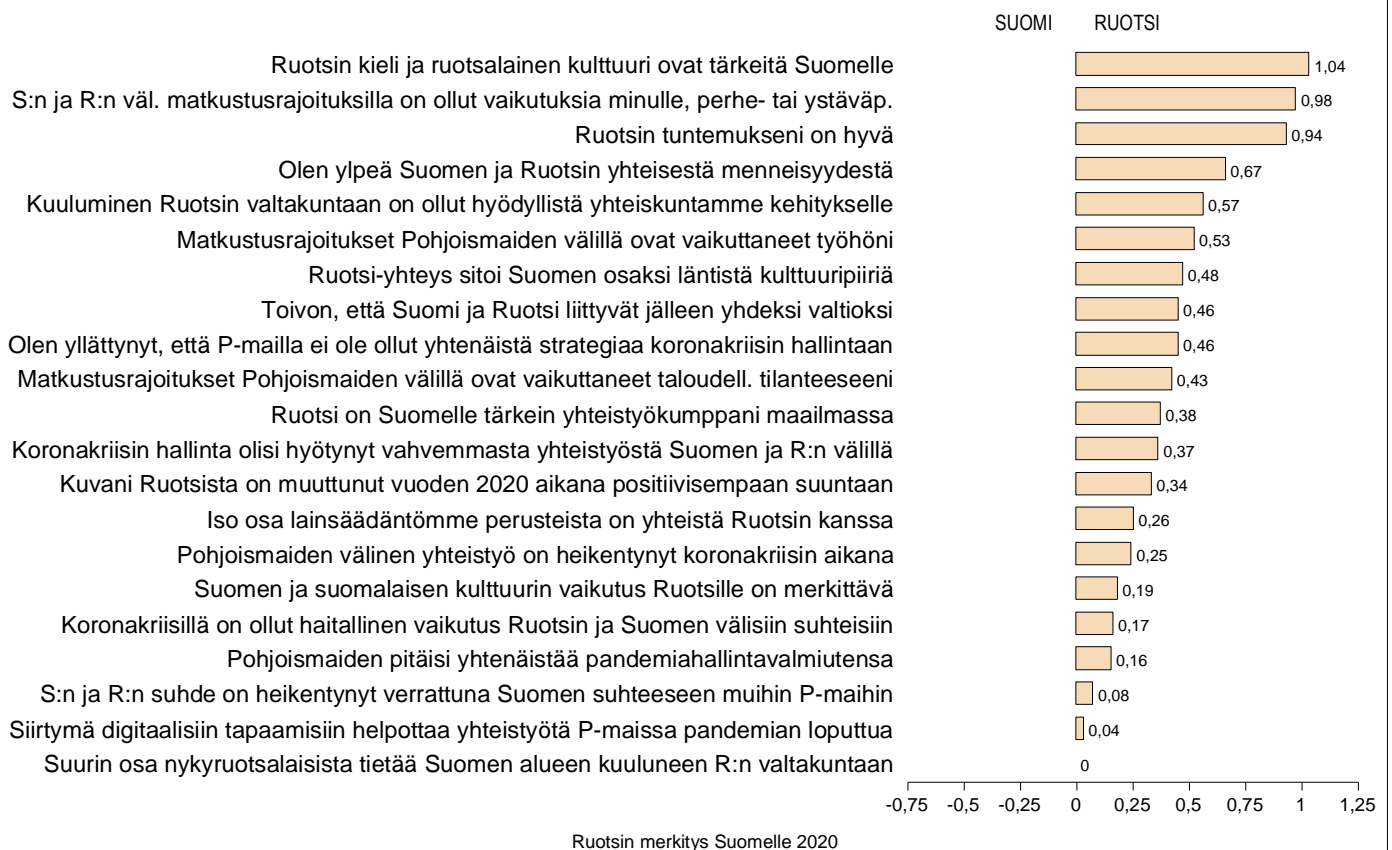 SUOMI RUOTSI
Ruotsin kieli ja ruotsalainen kulttuuri ovat tärkeitä Suomelle 1,04
S:n ja R:n väl. matkustusrajoituksilla on ollut vaikutuksia minulle, perhe- tai ystäväp. 0,98
Ruotsin tuntemukseni on hyvä 0,94
Olen ylpeä Suomen ja Ruotsin yhteisestä menneisyydestä 0,67
Kuuluminen Ruotsin valtakuntaan on ollut hyödyllistä yhteiskuntamme kehitykselle 0,57
Matkustusrajoitukset Pohjoismaiden välillä ovat vaikuttaneet työhöni 0,53
Ruotsi-yhteys sitoi Suomen osaksi läntistä kulttuuripiiriä 0,48
Toivon, että Suomi ja Ruotsi liittyvät jälleen yhdeksi valtioksi 0,46
Olen yllättynyt, että P-mailla ei ole ollut yhtenäistä strategiaa koronakriisin hallintaan 0,46
Matkustusrajoitukset Pohjoismaiden välillä ovat vaikuttaneet taloudell. tilanteeseeni 0,43
Ruotsi on Suomelle tärkein yhteistyökumppani maailmassa 0,38
Koronakriisin hallinta olisi hyötynyt vahvemmasta yhteistyöstä Suomen ja R:n välillä 0,37
Kuvani Ruotsista on muuttunut vuoden 2020 aikana positiivisempaan suuntaan 0,34
Iso osa lainsäädäntömme perusteista on yhteistä Ruotsin kanssa 0,26
Pohjoismaiden välinen yhteistyö on heikentynyt koronakriisin aikana 0,25
Suomen ja suomalaisen kulttuurin vaikutus Ruotsille on merkittävä 0,19
Koronakriisillä on ollut haitallinen vaikutus Ruotsin ja Suomen välisiin suhteisiin 0,17
Pohjoismaiden pitäisi yhtenäistää pandemiahallintavalmiutensa 0,16
S:n ja R:n suhde on heikentynyt verrattuna Suomen suhteeseen muihin P-maihin 0,08
Siirtymä digitaalisiin tapaamisiin helpottaa yhteistyötä P-maissa pandemian loputtua 0,04
Suurin osa nykyruotsalaisista tietää Suomen alueen kuuluneen R:n valtakuntaan 0
-0,75 -0,5 -0,25 0 0,25 0,5 0,75 1 1,25
Ruotsin merkitys Suomelle 2020